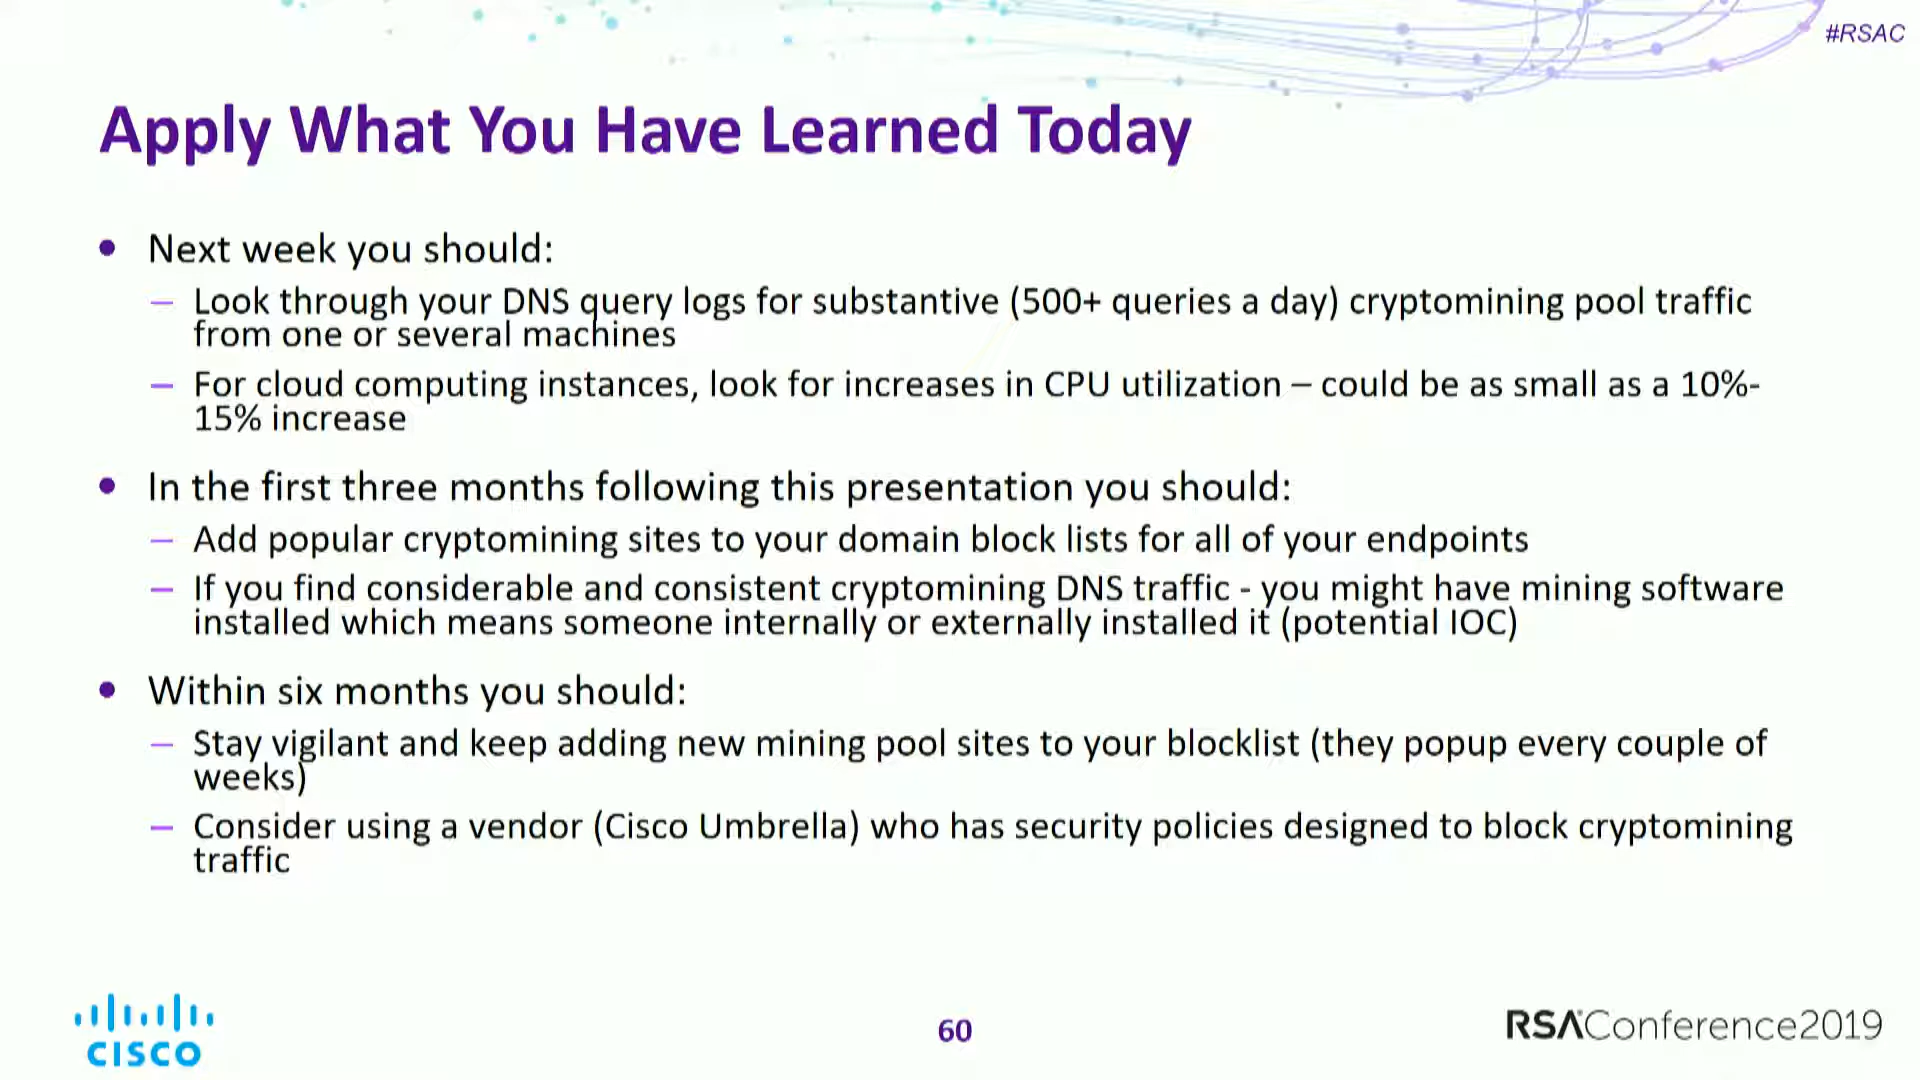 #RSAC
Apply What You Have Learned Today
• Next week you should:
– Look through your DNS query logs for substantive (500+ queries a day) cryptomining pool traffic
from one or several machines
– For cloud computing instances, look for increases in CPU utilization – could be as small as a 10%-
15% increase
• In the first three months following this presentation you should:
– Add popular cryptomining sites to your domain block lists for all of your endpoints
– If you find considerable and consistent cryptomining DNS traffic - you might have mining software
installed which means someone internally or externally installed it (potential IOC)
• Within six months you should:
– Stay vigilant and keep adding new mining pool sites to your blocklist (they popup every couple of
weeks)
– Consider using a vendor (Cisco Umbrella) who has security policies designed to block cryptomining
traffic
CISCO
60
RSAConference2019